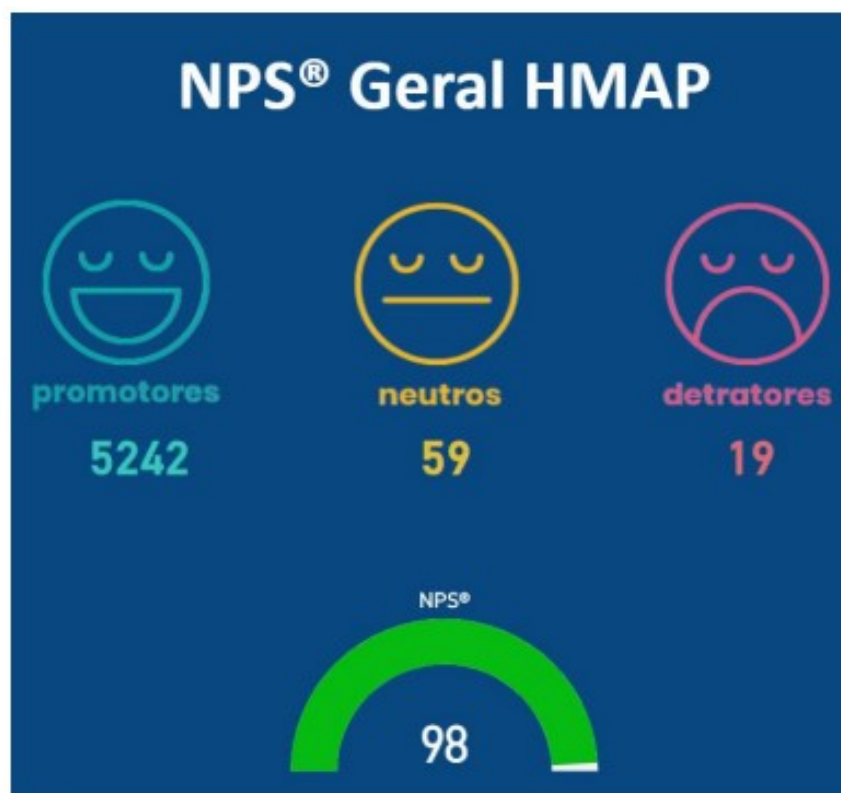 NPS® Geral HMAP
promotores neutros detratores
5242 59 19
NPS®
98